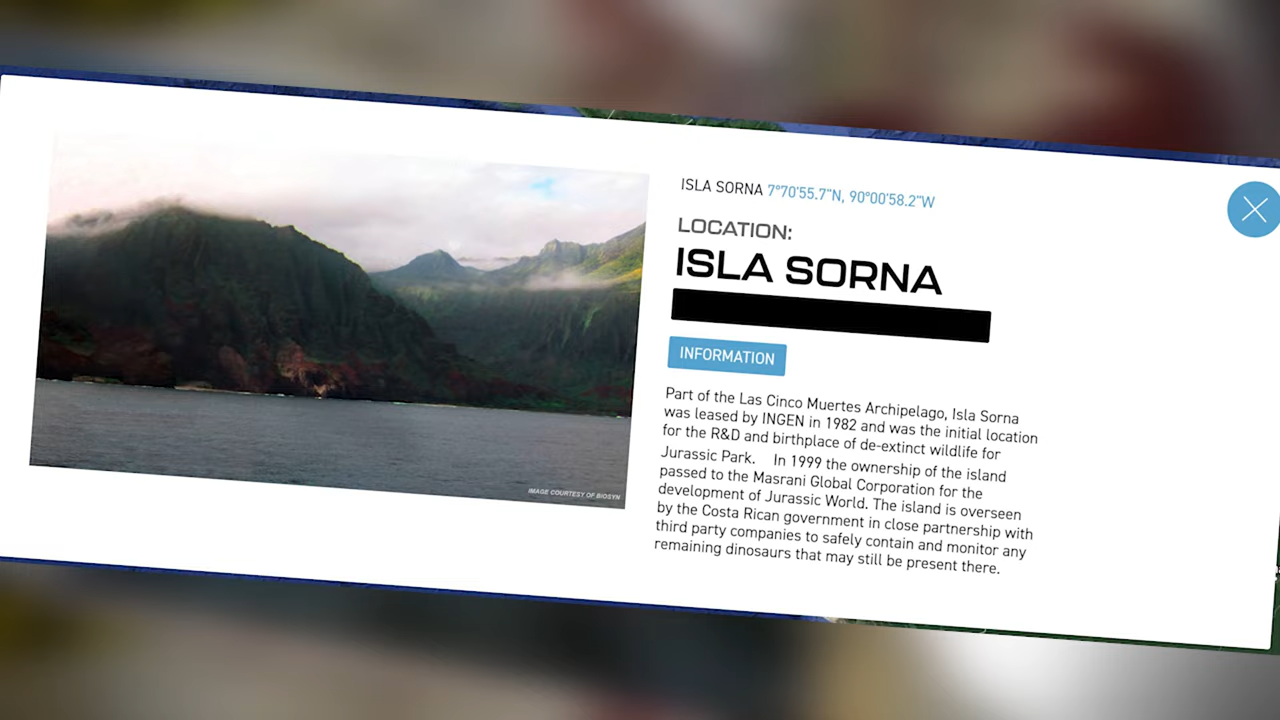 ISLA SORNA 7°70'55.7"N, 90°00'58.2"W
LOCATION:
ISLA SORNA
INFORMATION
Part of the Las Cinco Muertes Archipelago, Isla Sorna
was leased by INGEN in 1982 and was the initial location
for the R&D and birthplace of de-extinct wildlife for
Jurassic Park. In 1999 the ownership of the island
passed to the Masrani Global Corporation for the
development of Jurassic World. The island is overseen
by the Costa Rican government in close partnership with
third party companies to safely contain and monitor any
remaining dinosaurs that may still be present there.
IMAGE COURTESY OF BIOSYN